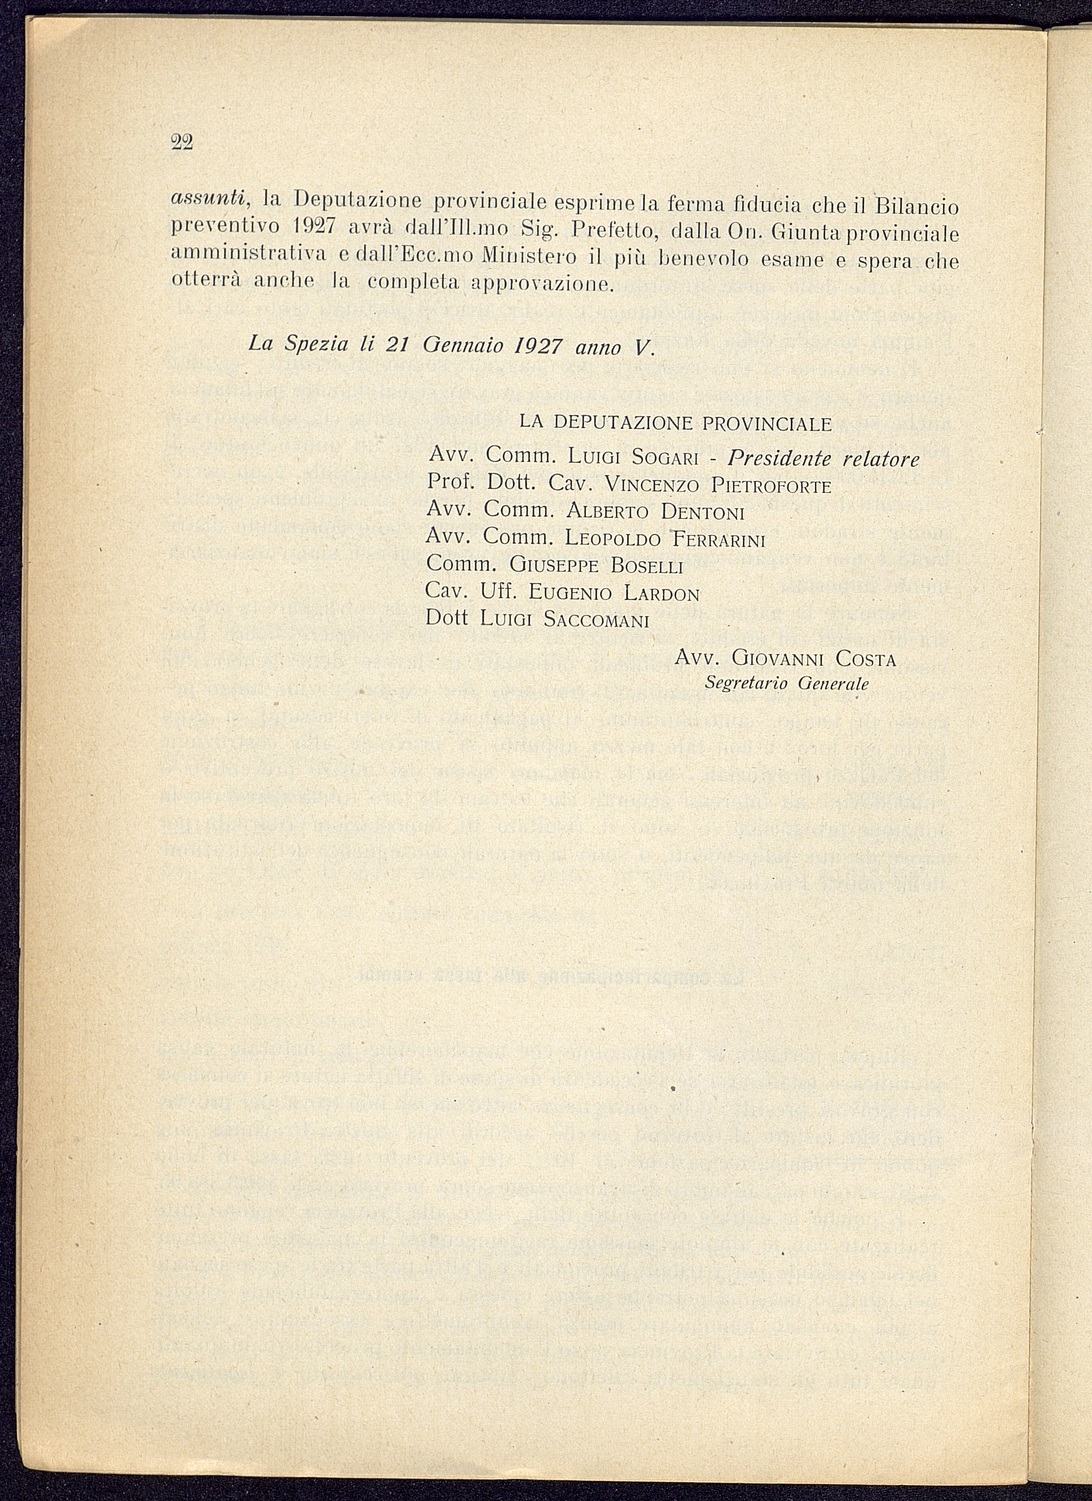 22
assunti, la Deputazione provinciale esprime la ferma fiducia che il Bilancio
preventivo 1927 avrà dall'Ill.mo Sig. Prefetto, dalla On. Giunta provinciale
amministrativa e dall'Ecc.mo Ministero il più benevolo esame e spera che
otterrà anche la completa approvazione.
La Spezia li 21 Gennaio 1927 anno V.
LA DEPUTAZIONE PROVINCIALE
Avv. Comm. LUIGI SOGARI - Presidente relatore
Prof. Dott. Cav. VINCENZO PIETROFORTE
Avv. Comm. ALBERTO DENTONI
Avv. Comm. LEOPOLDO FERRARINI
Comm. GIUSEPPE BOSELLI
Cav. Uff. EUGENIO LARDON
Dott LUIGI SACCOMANI
AVV. GIOVANNI COSTA
Segretario Generale